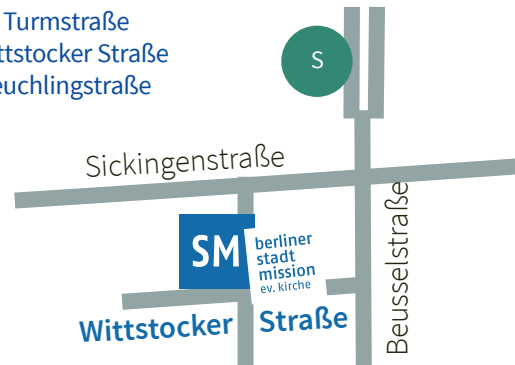 Turmstraße
ttstocker Straße
euchlingstraße
S
Sickingenstraße
SM
berliner
stadt
mission
ev. kirche
Beusselstraße
Wittstocker Straße